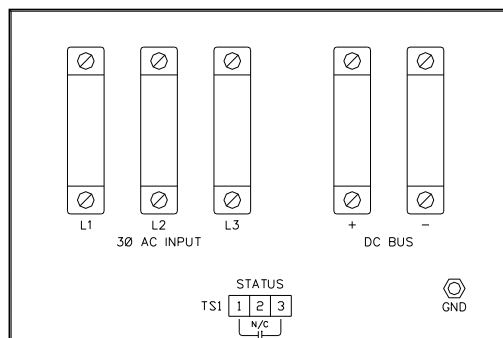 L1 L2 L3 + -
3Ø AC INPUT DC BUS
STATUS
TS1 1 2 3 GND
N/C